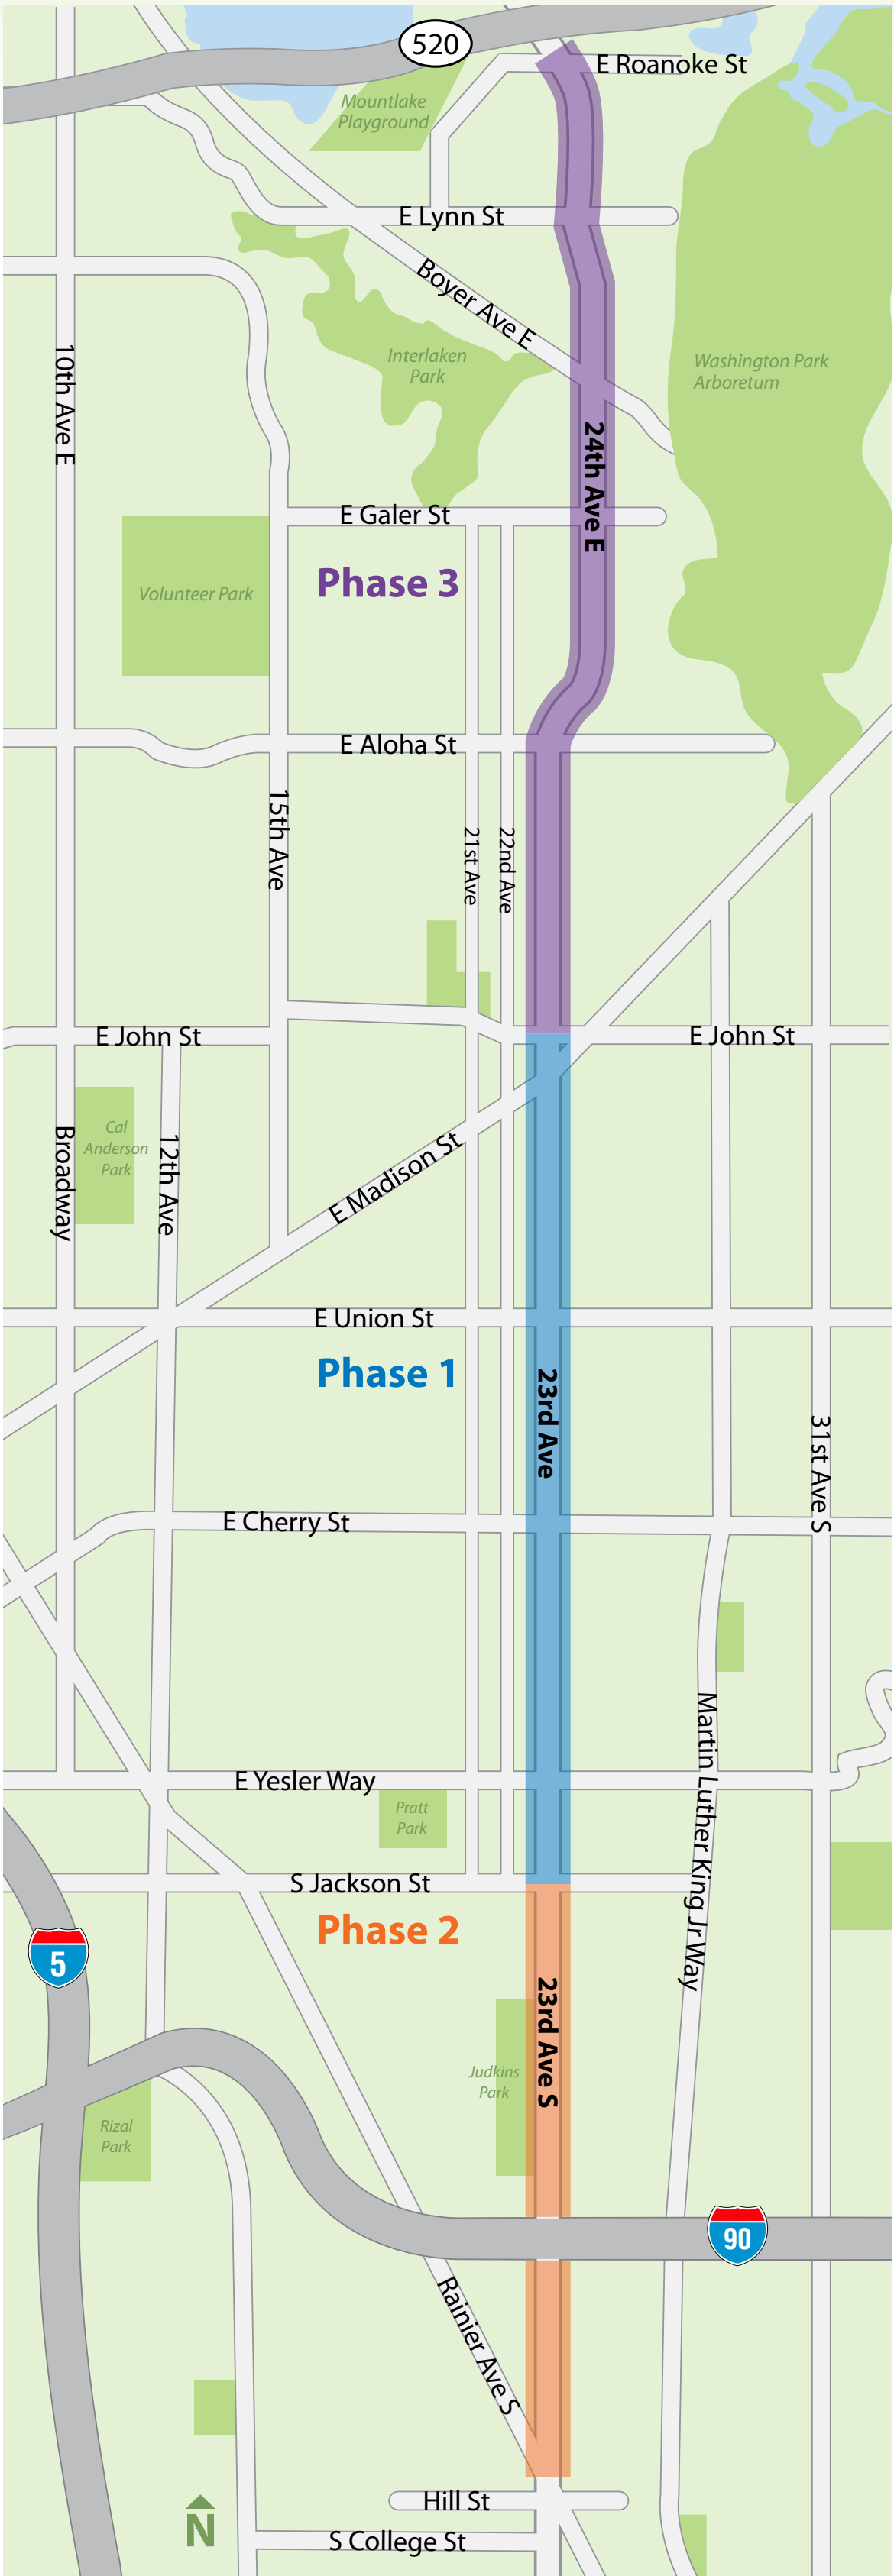 520
E Roanoke St
Mountlake
Playground
E Lynn St
Boyer Ave E
10th Ave E
Interlaken
Park
Washington Park
Arboretum
24th Ave E
E Galer St
Phase 3
Volunteer Park
E Aloha St
15th Ave
21st Ave
22nd Ave
E John St
E John St
Cal
Anderson
Park
Broadway
12th Ave
E Madison St
E Union St
Phase 1
23rd Ave
31st Ave S
E Cherry St
Martin Luther King Jr Way
E Yesler Way
Pratt
Park
S Jackson St
Phase 2
5
23rd Ave S
Judkins
Park
Rizal
Park
90
Rainier Ave S
Hill St
N
S College St